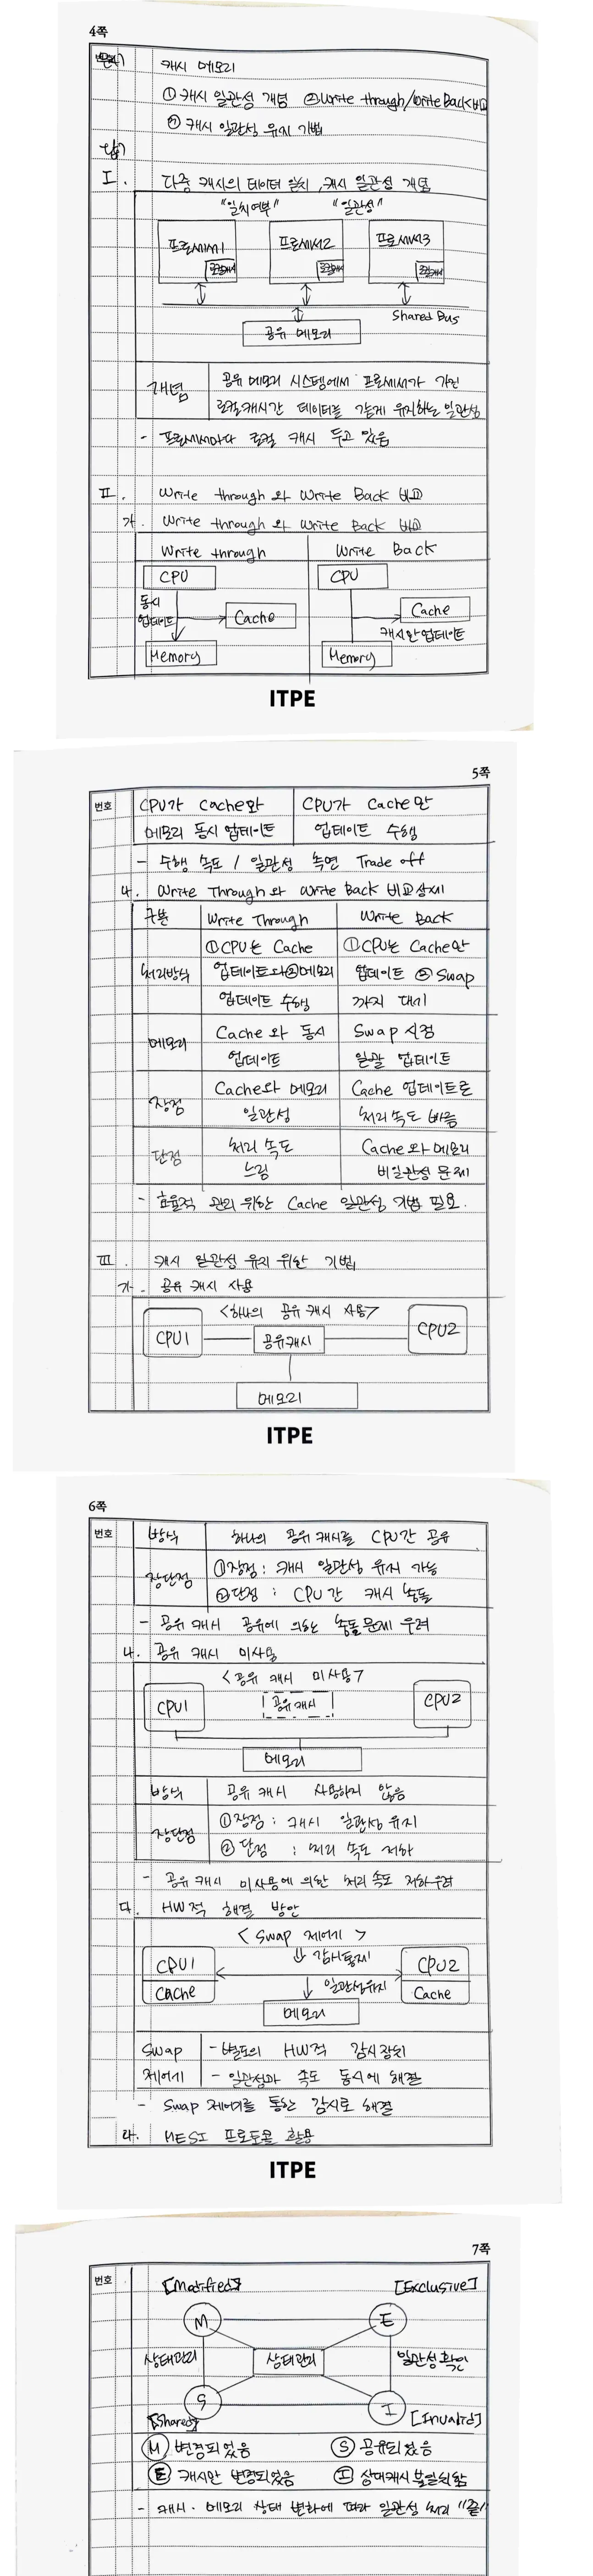 4쪽
번호
캐시 메모리
① 캐시 일관성 개념 ② Write through/Write Back 비교
③ 캐시 일관성 유지 기법
답)
I. 다중 캐시의 데이터 일치, 캐시 일관성 개념
"일치여부" "일관성"
프로세서1 프로세서2 프로세서3
로컬캐시 로컬캐시 로컬캐시
Shared Bus
공유 메모리
개념
공유 메모리 시스템에서 프로세서가 가진
로컬캐시간 데이터를 같게 유지하는 일관성
- 프로세서마다 로컬 캐시 두고 있음
II. Write through 와 Write Back 비교
가. Write through 와 Write Back 비교
Write through Write Back
CPU CPU
동시
업데이트
Cache Cache
캐시만 업데이트
Memory Memory
ITPE
5쪽
번호
CPU가 Cache와 CPU가 Cache만
메모리 동시 업데이트 업데이트 수행
- 수행 속도 / 일관성 측면 Trade off
나. Write Through와 Write Back 비교상세
구분 Write Through Write Back
① CPU는 Cache ① CPU는 Cache만
처리방식 업데이트와 ② 메모리 업데이트 ② Swap
업데이트 수행 까지 대기
메모리 Cache와 동시 Swap 시점
업데이트 일괄 업데이트
장점 Cache와 메모리 Cache 업데이트로
일관성 처리 속도 빠름
단점 처리 속도 Cache와 메모리
느림 비일관성 문제
- 효율적 관리 위한 Cache 일관성 기법 필요.
III. 캐시 일관성 유지 위한 기법
가. 공유 캐시 사용
<하나의 공유 캐시 사용>
CPU1 공유캐시 CPU2
메모리
ITPE
6쪽
번호
방식 하나의 공유 캐시를 CPU간 공유
장단점 ① 장점 : 캐시 일관성 유지 가능
② 단점 : CPU 간 캐시 충돌
- 공유 캐시 공유에 의한 충돌 문제 우려
나. 공유 캐시 미사용
<공유 캐시 미사용>
CPU1 공유캐시 CPU2
메모리
방식 공유 캐시 사용하지 않음
장단점 ① 장점 : 캐시 일관성 유지
② 단점 : 처리 속도 저하
- 공유 캐시 미사용에 의한 처리 속도 저하 우려
다. HW적 해결 방안
<Swap 제어기>
감시통제
CPU1 CPU2
일관성유지
Cache Cache
메모리
Swap - 별도의 HW적 감시 장치
제어기 - 일관성과 속도 동시에 해결
- Swap 제어기를 통한 감시로 해결
라. MESI 프로토콜 활용
ITPE
7쪽
번호
[Modified] [Exclusive]
M E
상태관리 상태관리 일관성 확인
S I
[Shared] [Invalid]
Ⓜ 변경되었음 Ⓢ 공유되었음
Ⓔ 캐시만 변경되었음 Ⓘ 상대캐시 불일치함
- 캐시. 메모리 상태 변화에 따라 일관성 처리 "끝"